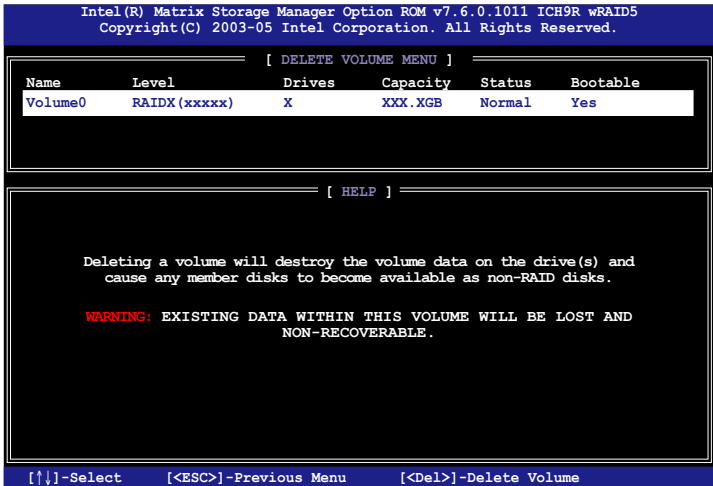 Intel(R) Matrix Storage Manager Option ROM v7.6.0.1011 ICH9R wRAID5
Copyright(C) 2003-05 Intel Corporation. All Rights Reserved.
[ DELETE VOLUME MENU ]
Name Level Drives Capacity Status Bootable
Volume0 RAIDX(xxxxx) X XXX.XGB Normal Yes
[ HELP ]
Deleting a volume will destroy the volume data on the drive(s) and
cause any member disks to become available as non-RAID disks.
WARNING: EXISTING DATA WITHIN THIS VOLUME WILL BE LOST AND
NON-RECOVERABLE.
[↑↓]-Select [<ESC>]-Previous Menu [<Del>]-Delete Volume